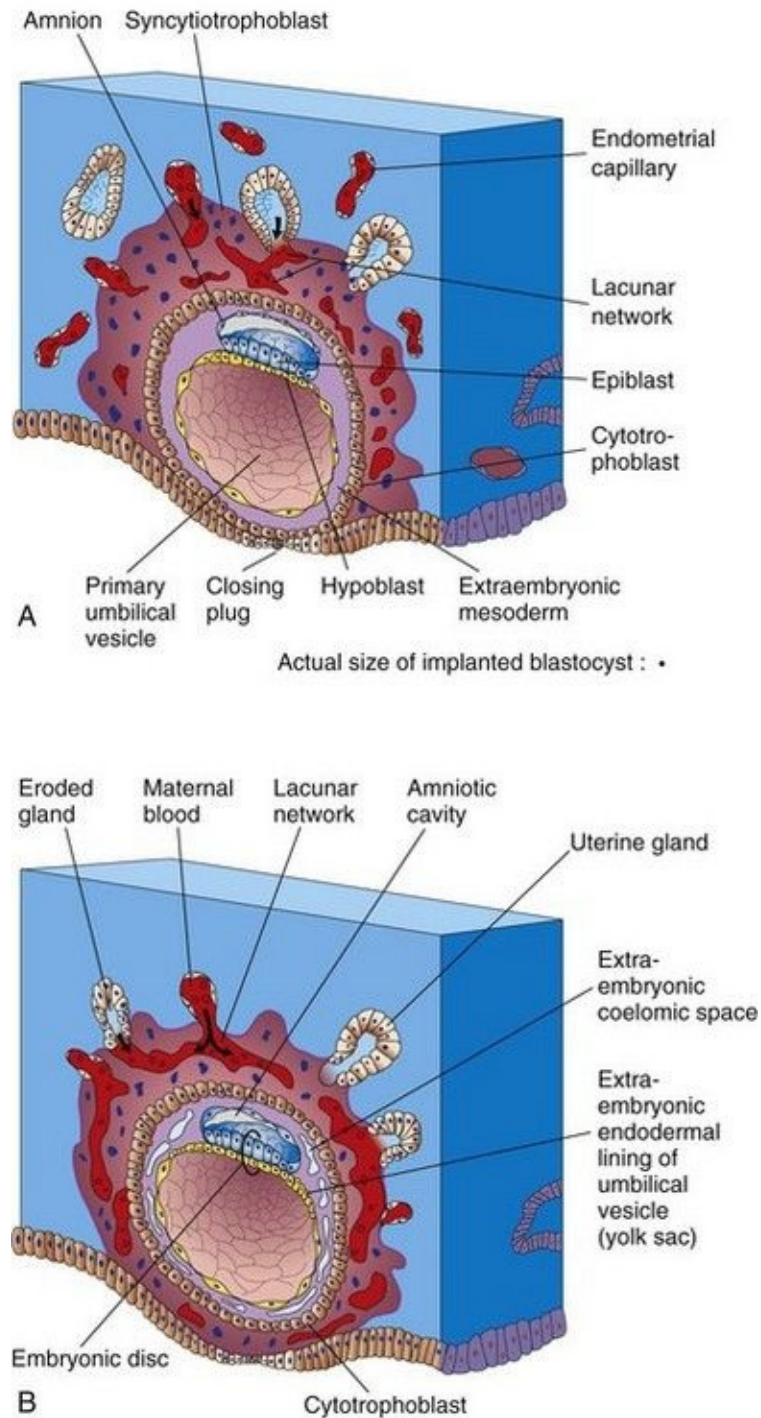 Amnion
Syncytiotrophoblast
Endometrial
capillary
Lacunar
network
Epiblast
Cytotro-
phoblast
Primary
umbilical
vesicle
Closing
plug
Hypoblast
Extraembryonic
mesoderm
A
Actual size of implanted blastocyst : •
Eroded
gland
Maternal
blood
Lacunar
network
Amniotic
cavity
Uterine gland
Extra-
embryonic
coelomic space
Extra-
embryonic
endodermal
lining of
umbilical
vesicle
(yolk sac)
Embryonic disc
Cytotrophoblast
B